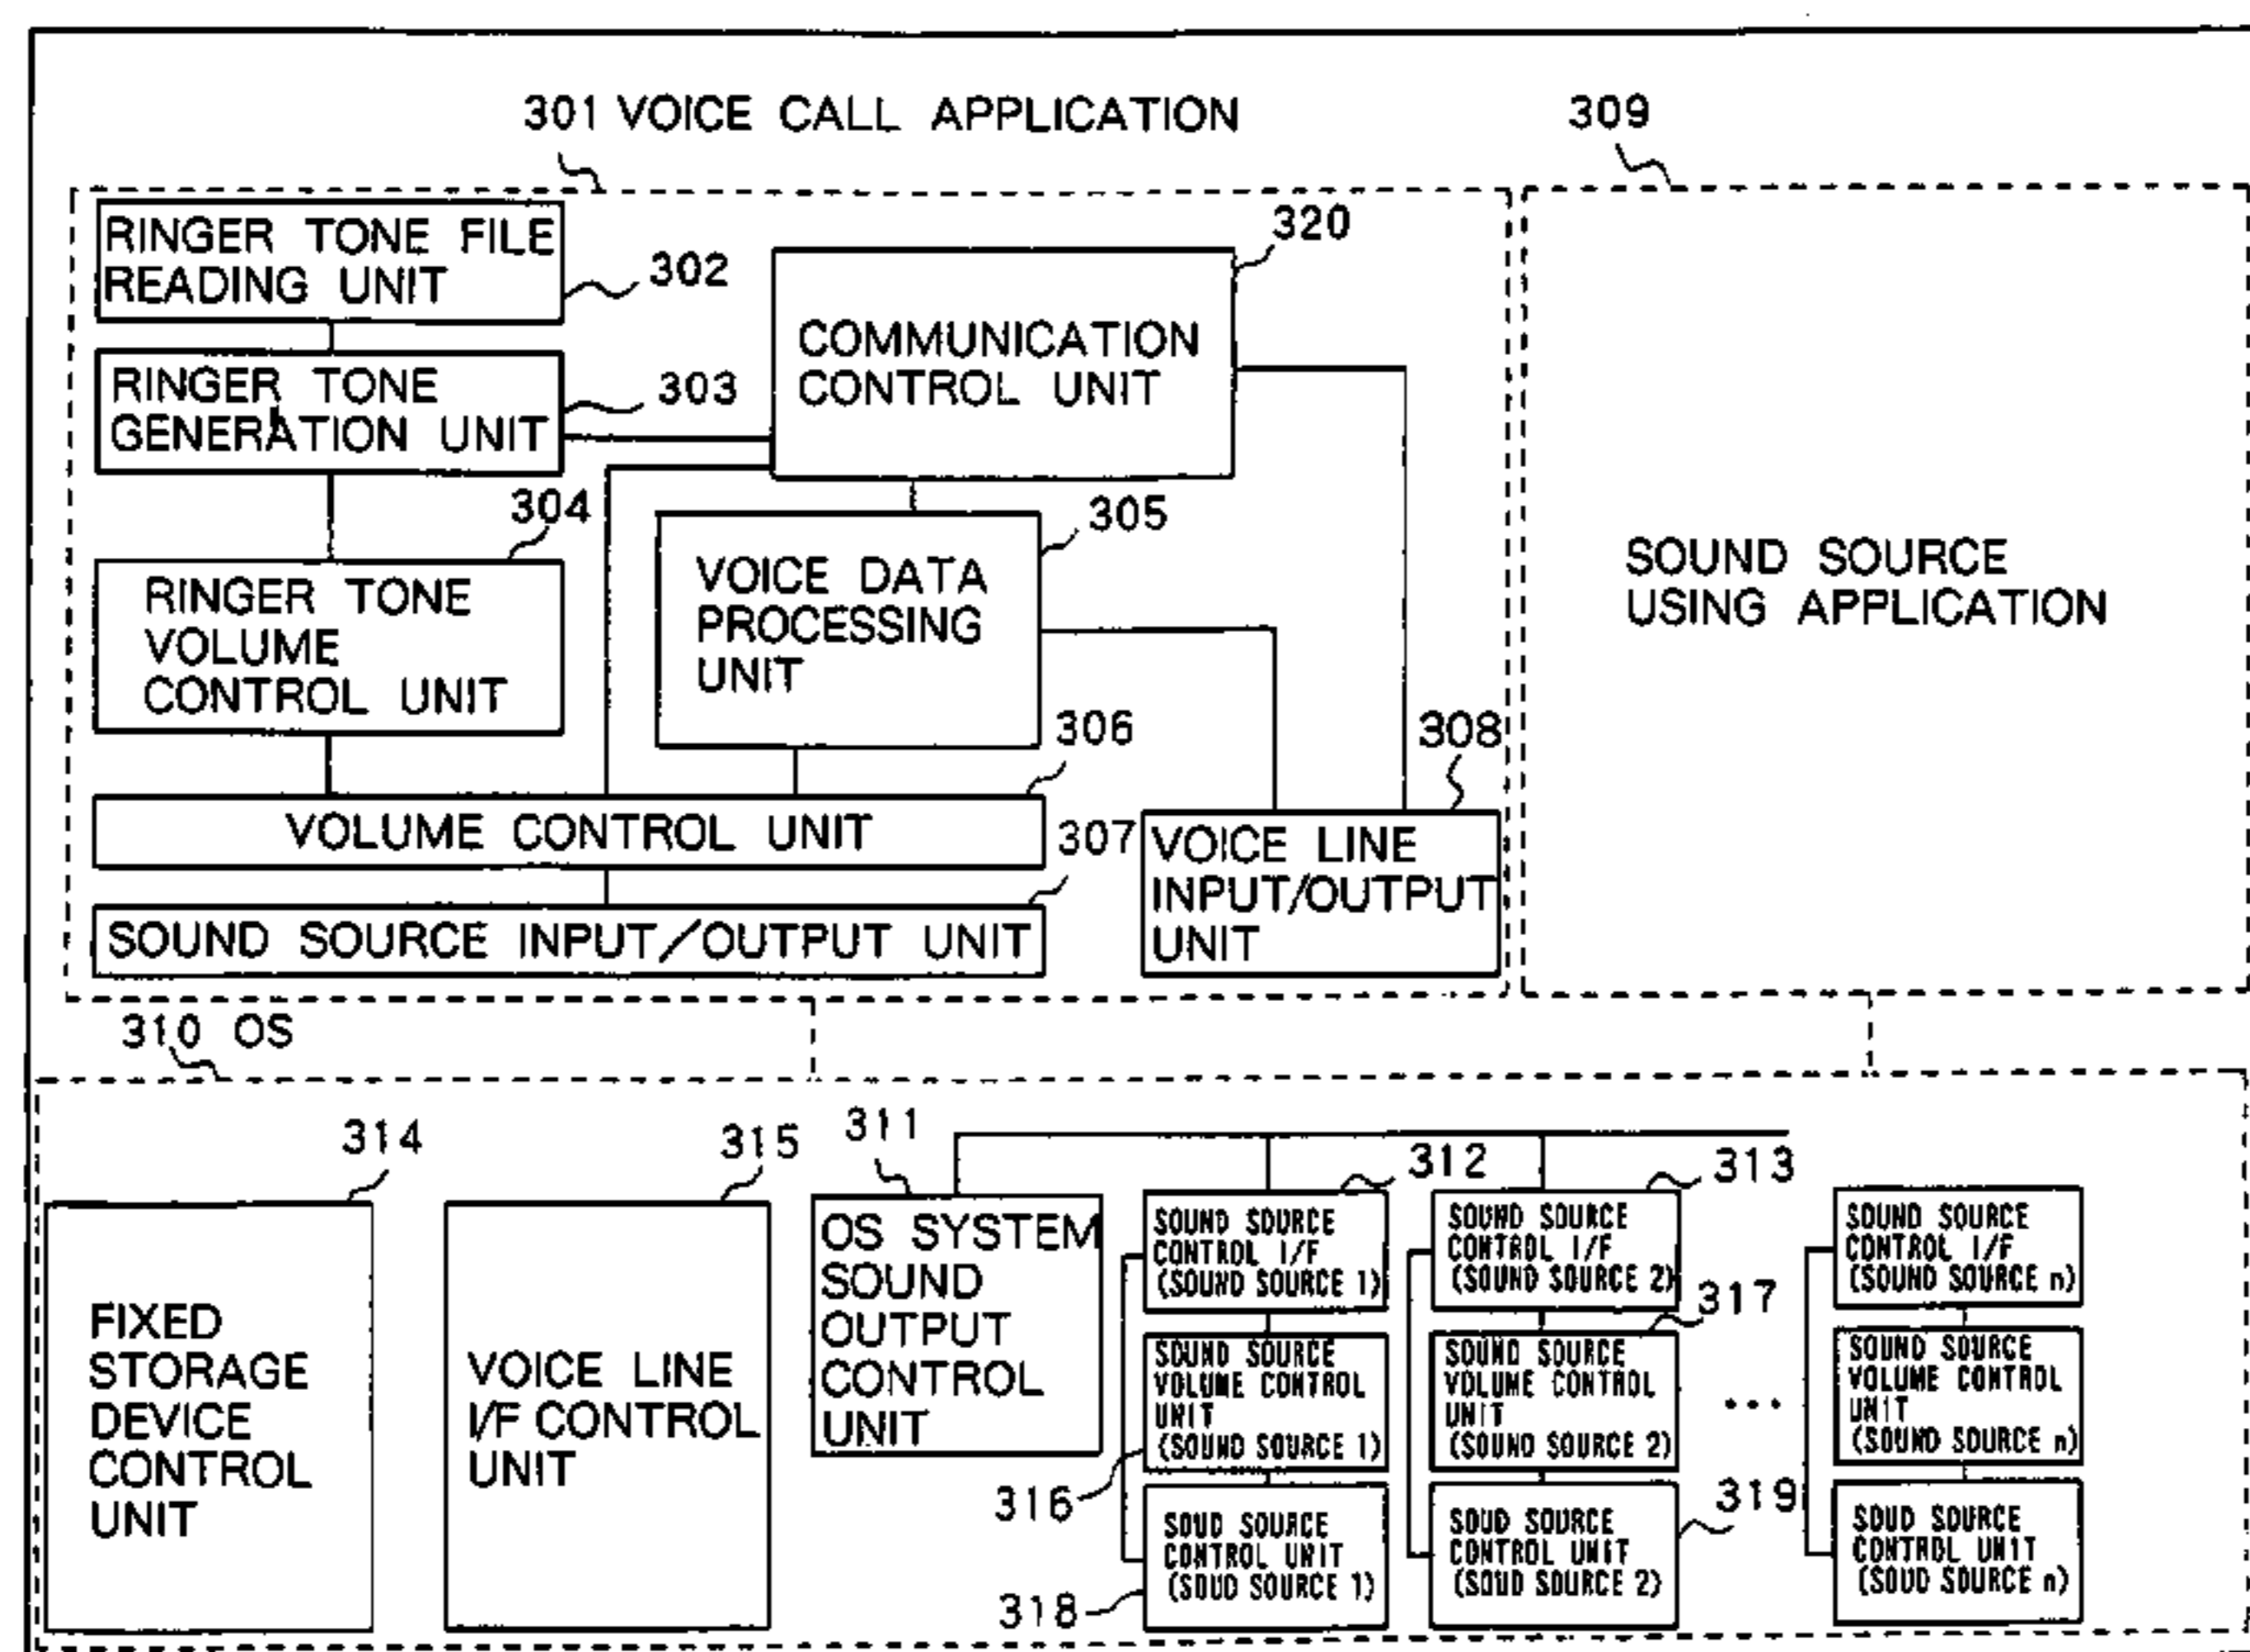 301 VOICE CALL APPLICATION
309
RINGER TONE FILE
READING UNIT
302
320
RINGER TONE
GENERATION UNIT
303
COMMUNICATION
CONTROL UNIT
304
RINGER TONE
VOLUME
CONTROL UNIT
305
VOICE DATA
PROCESSING
UNIT
SOUND SOURCE
USING APPLICATION
306
308
VOLUME CONTROL UNIT
307
VOICE LINE
INPUT/OUTPUT
UNIT
SOUND SOURCE INPUT/OUTPUT UNIT
310 OS
314
FIXED
STORAGE
DEVICE
CONTROL
UNIT
315
VOICE LINE
I/F CONTROL
UNIT
311
OS SYSTEM
SOUND
OUTPUT
CONTROL
UNIT
312
SOUND SOURCE
CONTROL I/F
(SOUND SOURCE 1)
313
SOUND SOURCE
CONTROL I/F
(SOUND SOURCE 2)
SOUND SOURCE
CONTROL I/F
(SOUND SOURCE n)
316
SOUND SOURCE
VOLUME CONTROL
UNIT
(SOUND SOURCE 1)
317
SOUND SOURCE
VOLUME CONTROL
UNIT
(SOUND SOURCE 2)
...
SOUND SOURCE
VOLUME CONTROL
UNIT
(SOUND SOURCE n)
318
SOUD SOURCE
CONTROL UNIT
(SOUD SOURCE 1)
319
SOUD SOURCE
CONTROL UNIT
(SOUD SOURCE 2)
SOUD SOURCE
CONTROL UNIT
(SOUD SOURCE n)